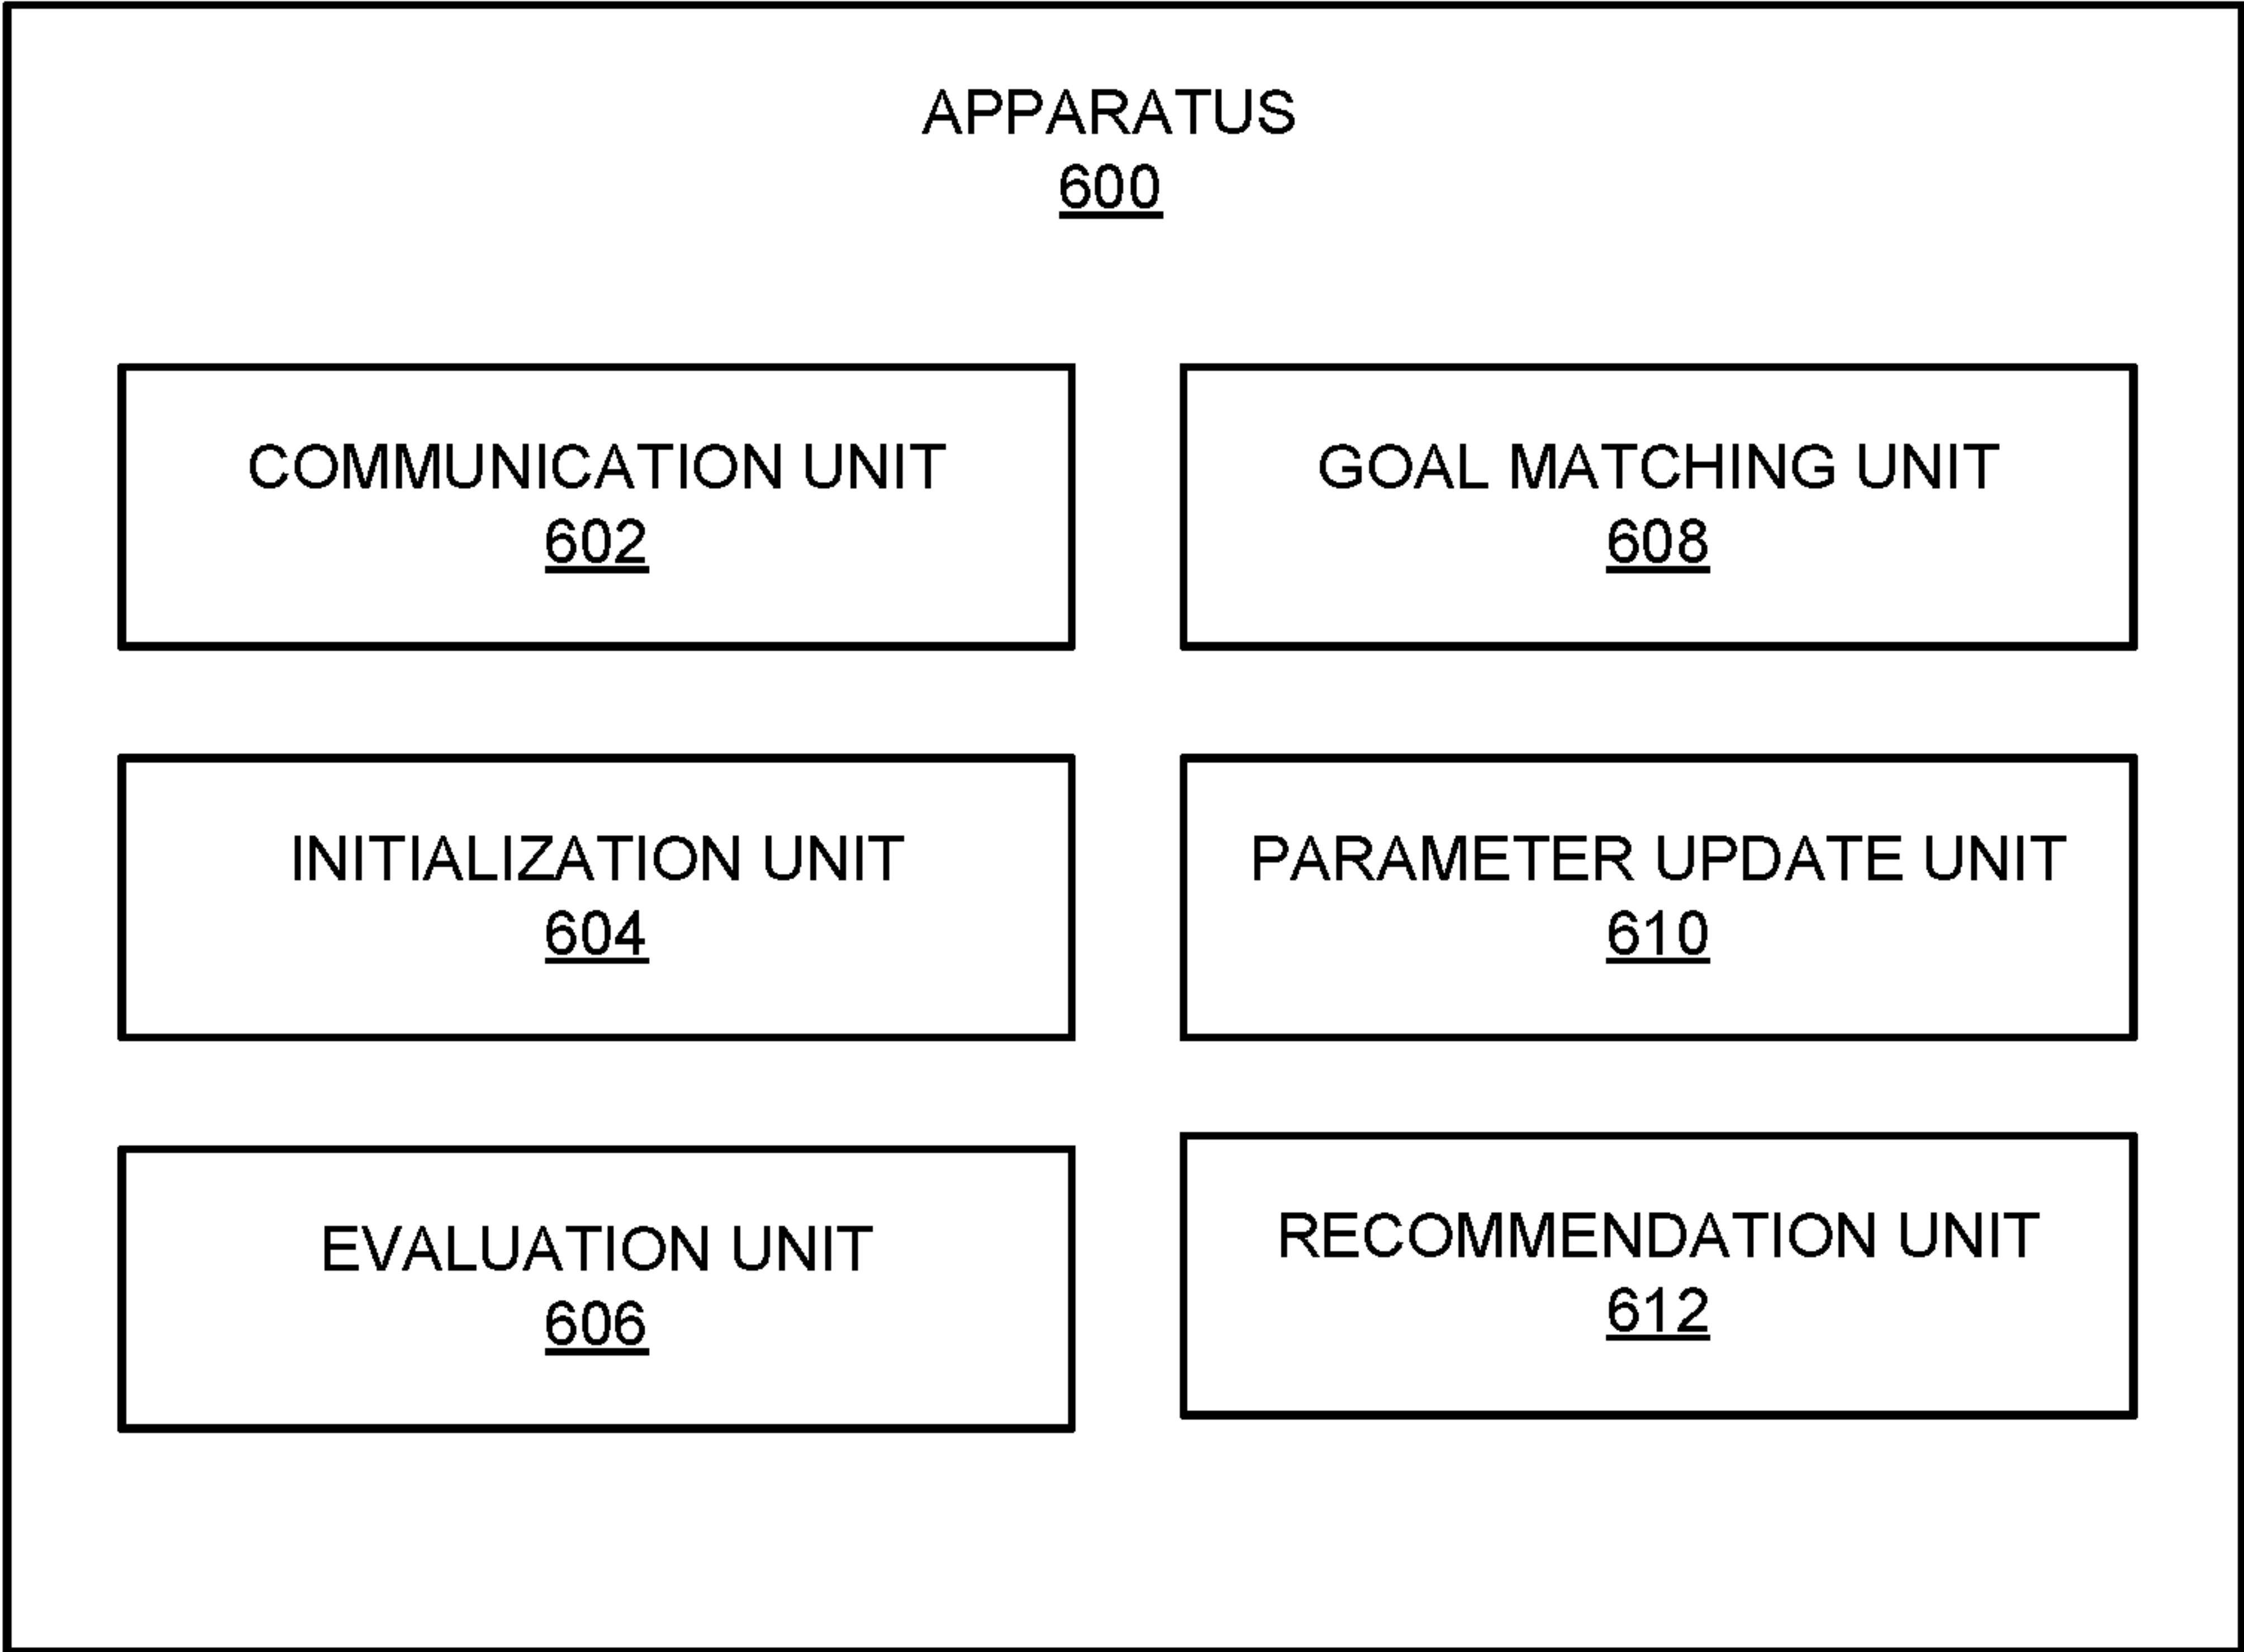 APPARATUS
600
COMMUNICATION UNIT
602
GOAL MATCHING UNIT
608
INITIALIZATION UNIT
604
PARAMETER UPDATE UNIT
610
EVALUATION UNIT
606
RECOMMENDATION UNIT
612